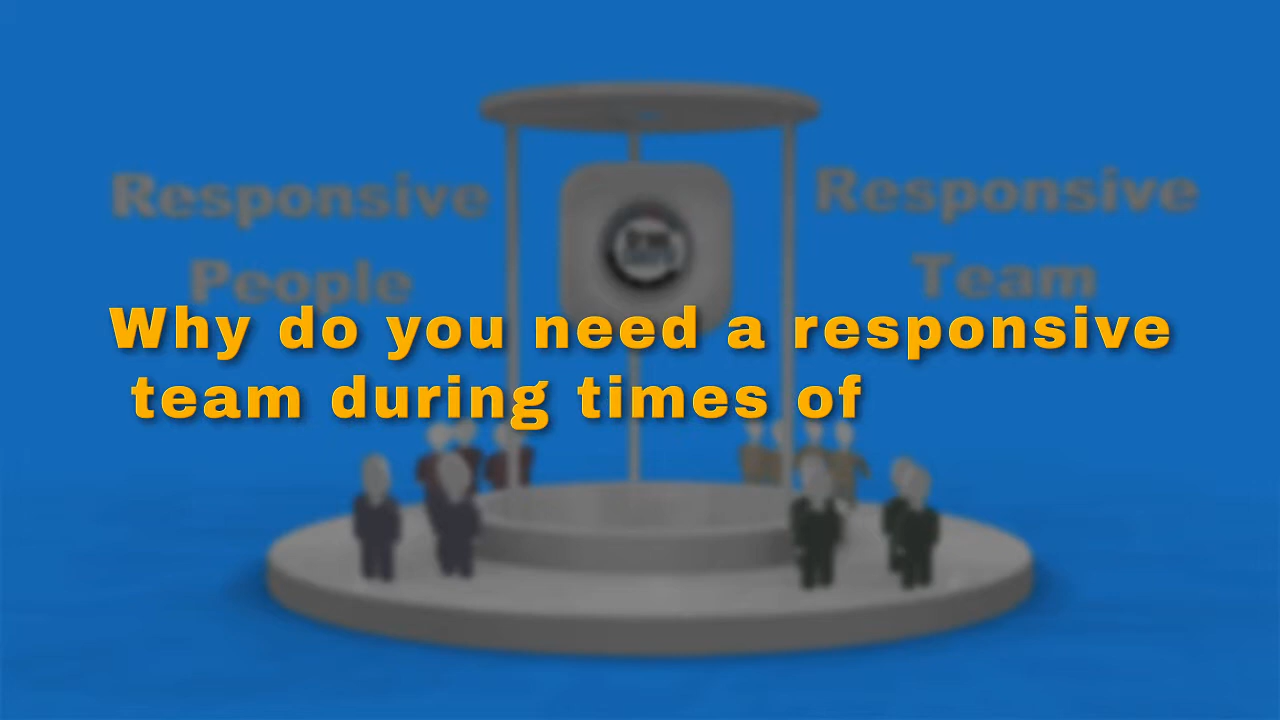 Responsive Responsive
People Team
Why do you need a responsive
team during times of